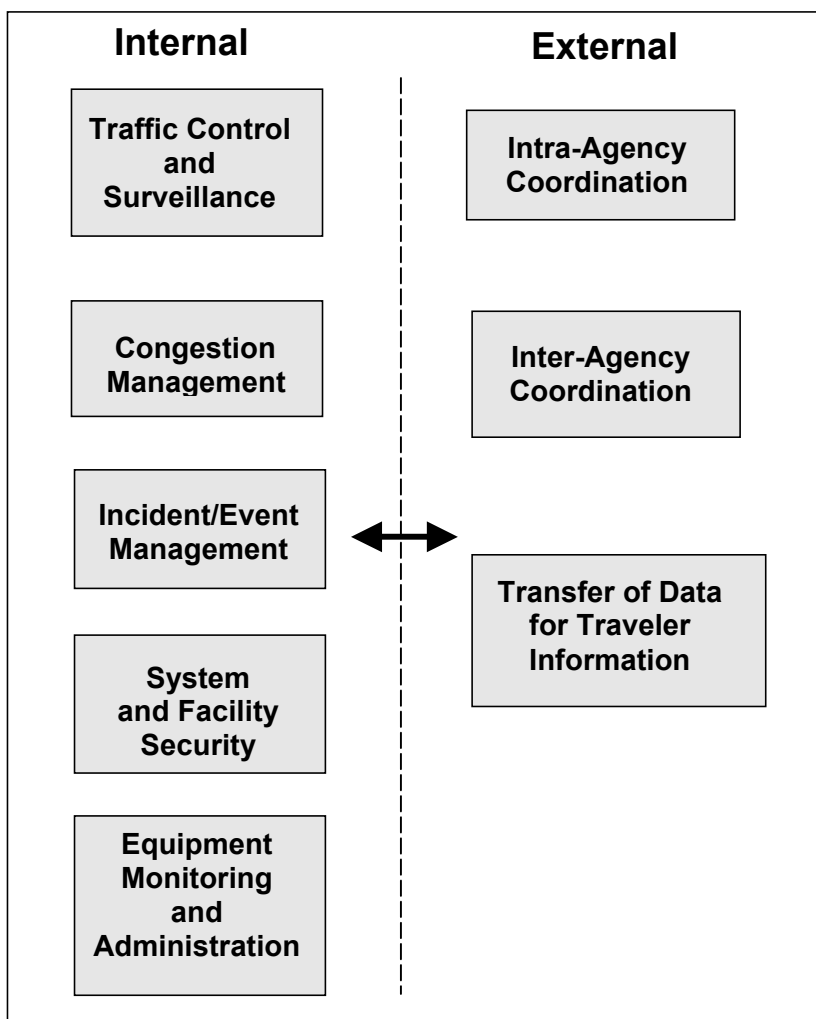 Internal
Traffic Control
and
Surveillance
Congestion
Management
Incident/Event
Management
System
and Facility
Security
Equipment
Monitoring
and
Administration
External
Intra-Agency
Coordination
Inter-Agency
Coordination
Transfer of Data
for Traveler
Information